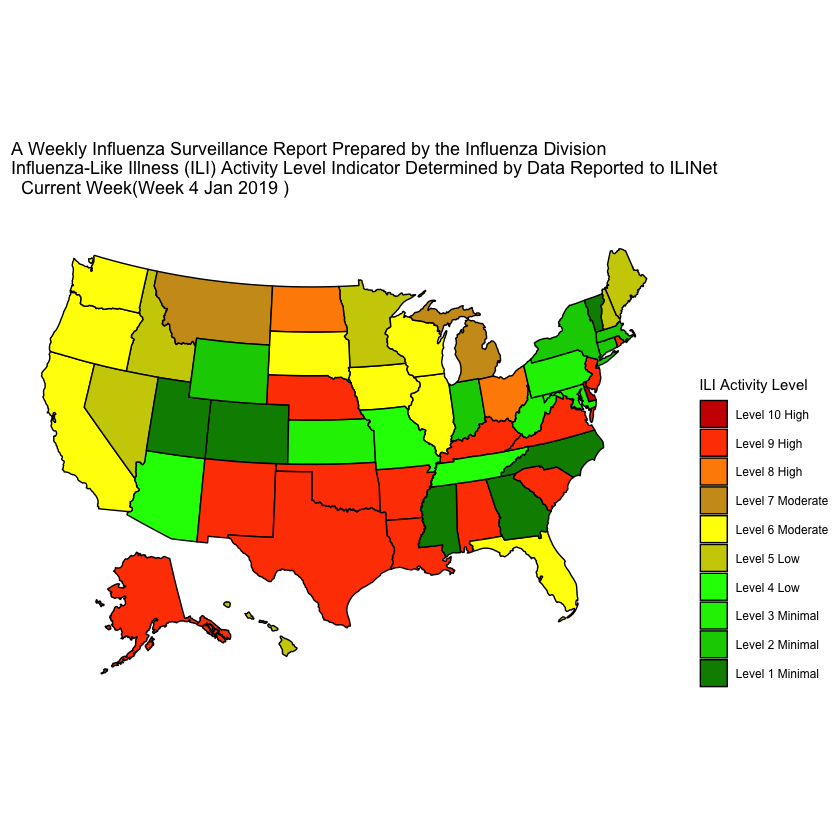 A Weekly Influenza Surveillance Report Prepared by the Influenza Division
Influenza-Like Illness (ILI) Activity Level Indicator Determined by Data Reported to ILINet
Current Week(Week 4 Jan 2019 )
ILI Activity Level
Level 10 High
Level 9 High
Level 8 High
Level 7 Moderate
Level 6 Moderate
Level 5 Low
Level 4 Low
Level 3 Minimal
Level 2 Minimal
Level 1 Minimal